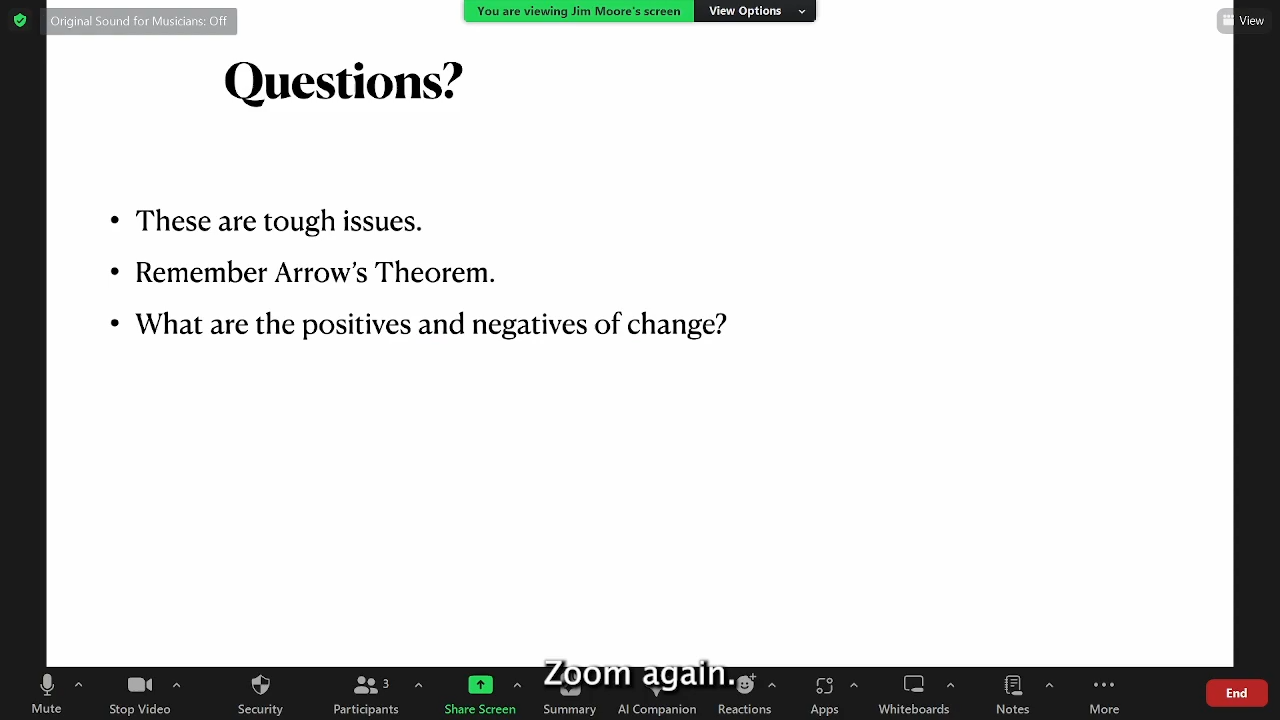 Original Sound for Musicians: Off
You are viewing Jim Moore's screen
View Options
View
Questions?
• These are tough issues.
• Remember Arrow’s Theorem.
• What are the positives and negatives of change?
Zoom again.
3
Mute
Stop Video
Security
Participants
Share Screen
Summary
AI Companion
Reactions
Apps
Whiteboards
Notes
More
End